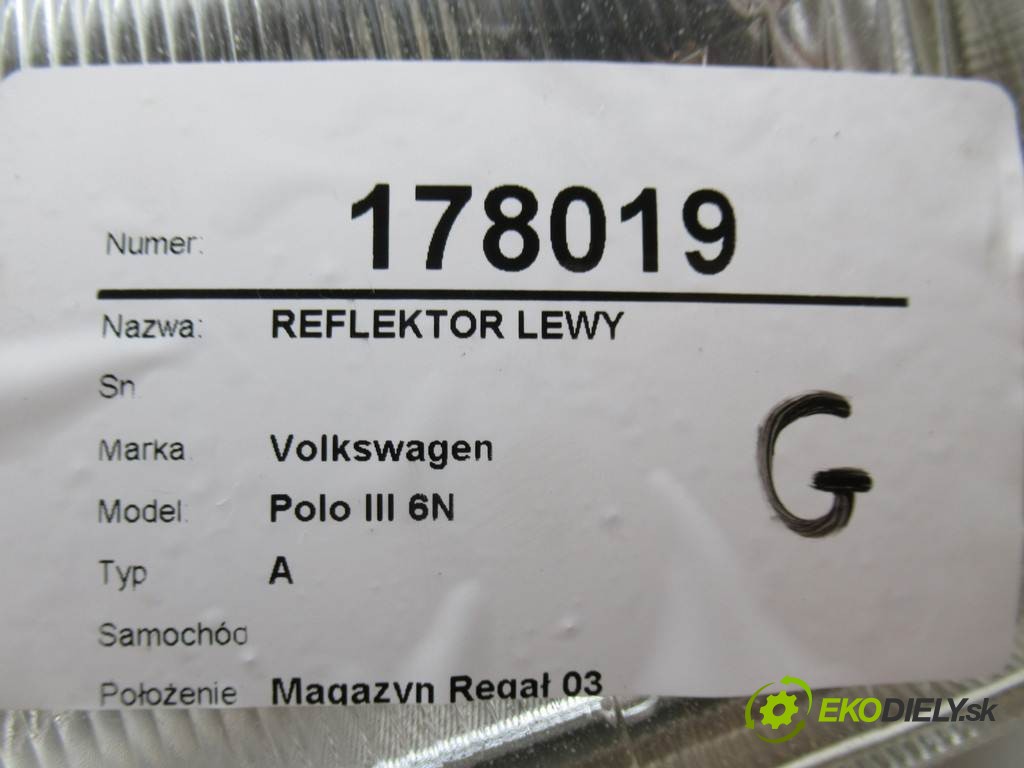 Numer: 178019
Nazwa: REFLEKTOR LEWY
Sn
Marka Volkswagen
Model: Polo III 6N
Typ A
Samochód
Położenie Magazyn Regał 03
G
EKODIELY.sk